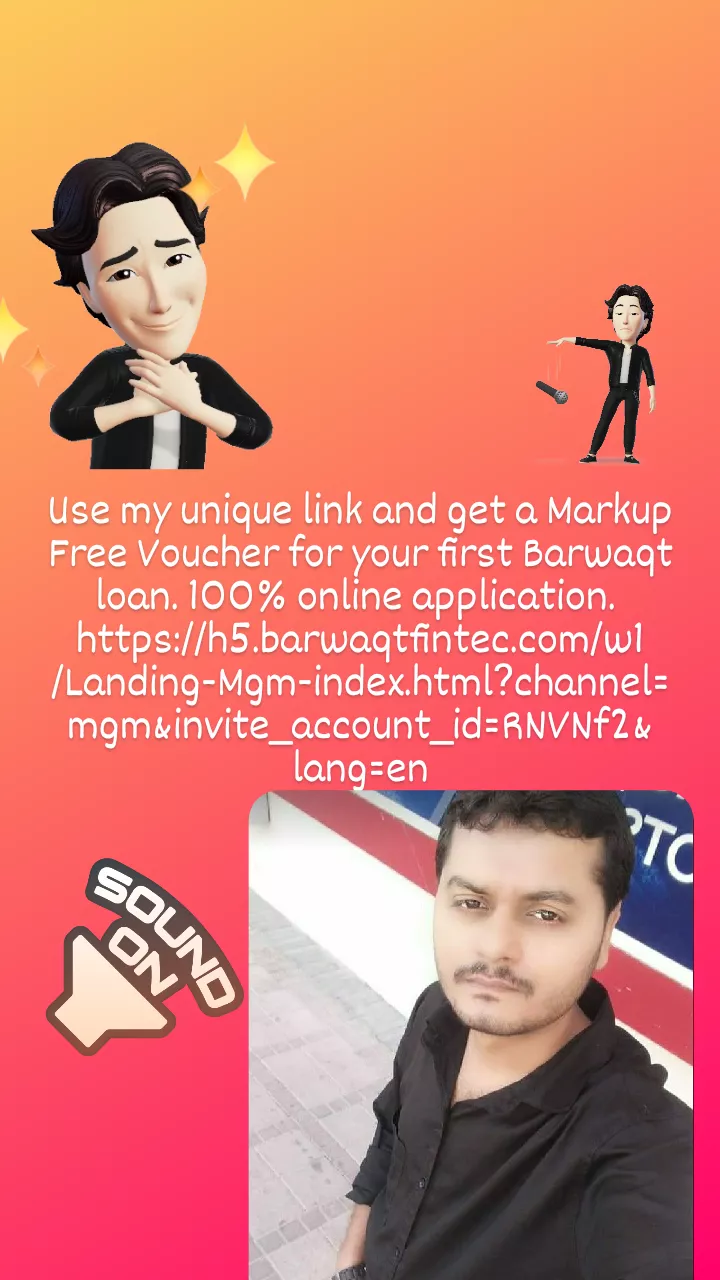 Use my unique link and get a Markup
Free Voucher for your first Barwaqt
loan. 100% online application.
https://h5.barwaqtfintec.com/w1
/Landing-Mgm-index.html?channel=
mgm&invite_account_id=RNVNf2&
lang=en
SOUND
ON